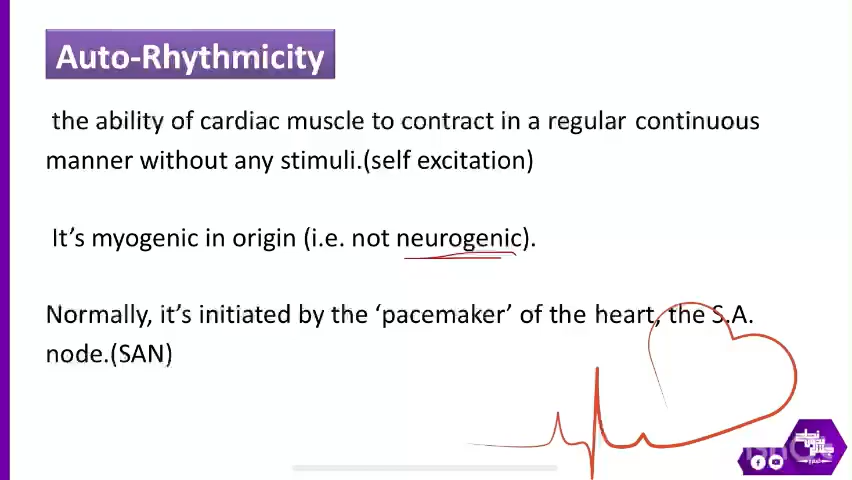 Auto-Rhythmicity
the ability of cardiac muscle to contract in a regular continuous
manner without any stimuli.(self excitation)
It’s myogenic in origin (i.e. not neurogenic).
Normally, it’s initiated by the ‘pacemaker’ of the heart, the S.A.
node.(SAN)